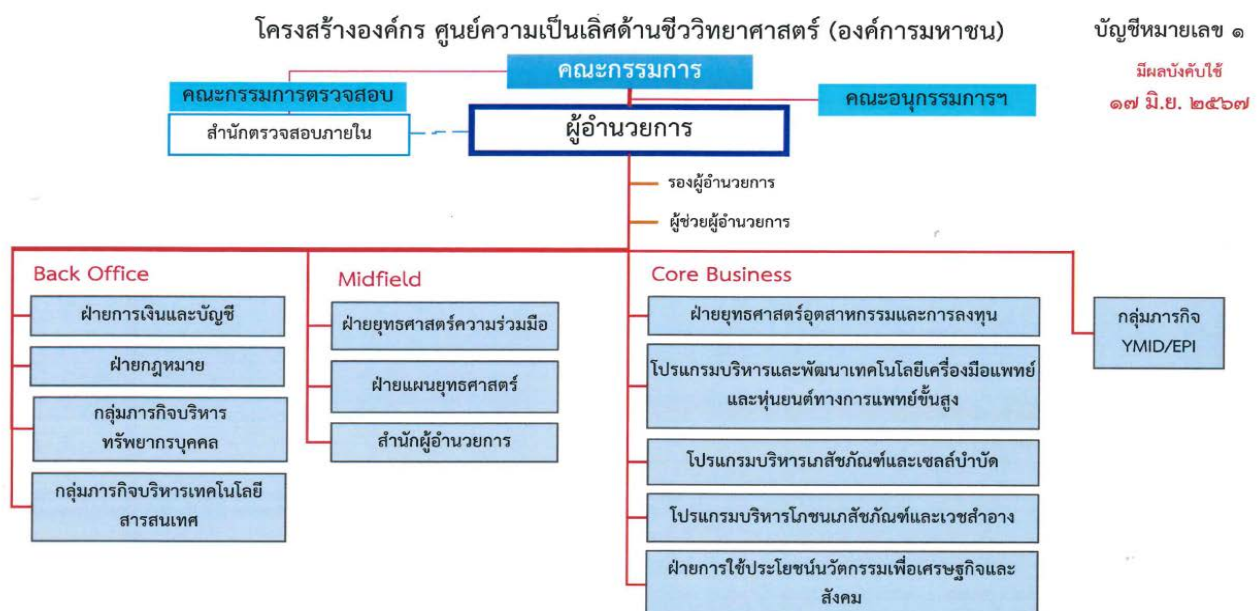 โครงสร้างองค์กร ศูนย์ความเป็นเลิศด้านชีววิทยาศาสตร์ (องค์การมหาชน)
บัญชีหมายเลข ๑
มีผลบังคับใช้
๑๗ มิ.ย. ๒๕๖๗
คณะกรรมการ
คณะกรรมการตรวจสอบ
คณะอนุกรรมการฯ
สำนักตรวจสอบภายใน
ผู้อำนวยการ
รองผู้อำนวยการ
ผู้ช่วยผู้อำนวยการ
Back Office
ฝ่ายการเงินและบัญชี
ฝ่ายกฎหมาย
กลุ่มภารกิจบริหาร
ทรัพยากรบุคคล
กลุ่มภารกิจบริหารเทคโนโลยี
สารสนเทศ
Midfield
ฝ่ายยุทธศาสตร์ความร่วมมือ
ฝ่ายแผนยุทธศาสตร์
สำนักผู้อำนวยการ
Core Business
ฝ่ายยุทธศาสตร์อุตสาหกรรมและการลงทุน
โปรแกรมบริหารและพัฒนาเทคโนโลยีเครื่องมือแพทย์
และหุ่นยนต์ทางการแพทย์ขั้นสูง
โปรแกรมบริหารเภสัชภัณฑ์และเซลล์บำบัด
โปรแกรมบริหารโภชนเภสัชภัณฑ์และเวชสำอาง
ฝ่ายการใช้ประโยชน์นวัตกรรมเพื่อเศรษฐกิจและ
สังคม
กลุ่มภารกิจ
YMID/EPI